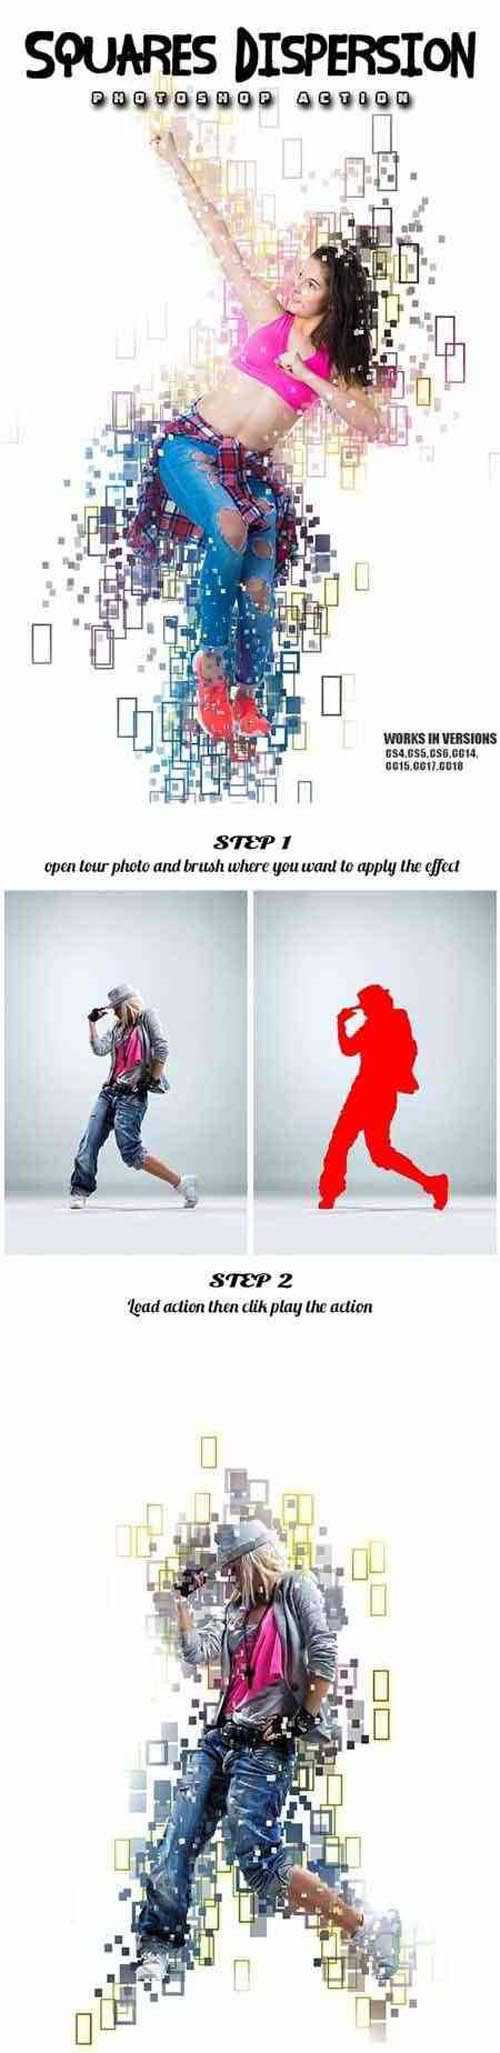 SQUARES DISPERSION
PHOTOSHOP ACTION
WORKS IN VERSIONS
CS4,CS5,CS6,CC14,
CC15,CC17,CC18
STEP 1
open tour photo and brush where you want to apply the effect
STEP 2
Load action then clik play the action